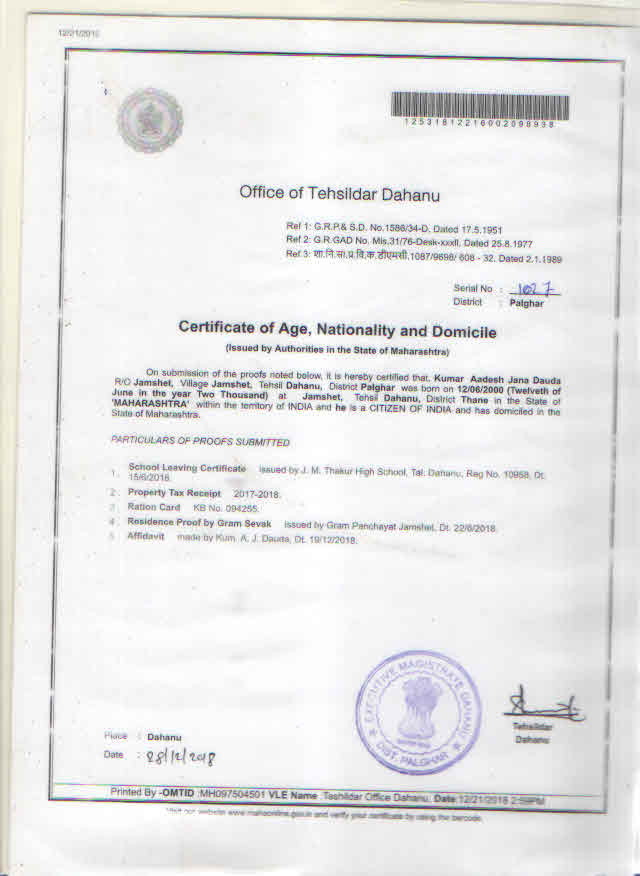 12/21/2018
12531812216002098938
Office of Tehsildar Dahanu
Ref 1: G.R.P.& S.D. No.1586/34-D, Dated 17.5.1951
Ref 2: G.R.GAD No. Mis.31/76-Desk-xxxII, Dated 25.8.1977
Ref.3: शा.नि.सा.प्र.वि.क.डीएमसी.1087/9698/ 608 - 32, Dated 2.1.1989
Serial No : 1027
District : Palghar
Certificate of Age, Nationality and Domicile
(Issued by Authorities in the State of Maharashtra)
On submission of the proofs noted below, it is hereby certified that, Kumar Aadesh Jana Dauda
R/O Jamshet, Village Jamshet, Tehsil Dahanu, District Palghar was born on 12/06/2000 (Twelveth of
June in the year Two Thousand) at Jamshet, Tehsil Dahanu, District Thane in the State of
'MAHARASHTRA' within the territory of INDIA and he is a CITIZEN OF INDIA and has domiciled in the
State of Maharashtra.
PARTICULARS OF PROOFS SUBMITTED
1. School Leaving Certificate issued by J. M. Thakur High School, Tal. Dahanu, Reg No. 10958, Dt.
15/6/2018.
2. Property Tax Receipt 2017-2018.
3. Ration Card KB No. 094255.
4. Residence Proof by Gram Sevak issued by Gram Panchayat Jamshet, Dt. 22/6/2018.
5. Affidavit made by Kum. A. J. Dauda, Dt. 19/12/2018.
EXECUTIVE MAGISTRATE DAHANU
DIST. PALGHAR
Tehsildar
Dahanu
Place : Dahanu
Date : 28/12/2018
Printed By -OMTID :MH097504501 VLE Name :Tashildar Office Dahanu, Date:12/21/2018 2:59PM
Visit our website www.mahaonline.gov.in and verify your certificate by using the barcode.